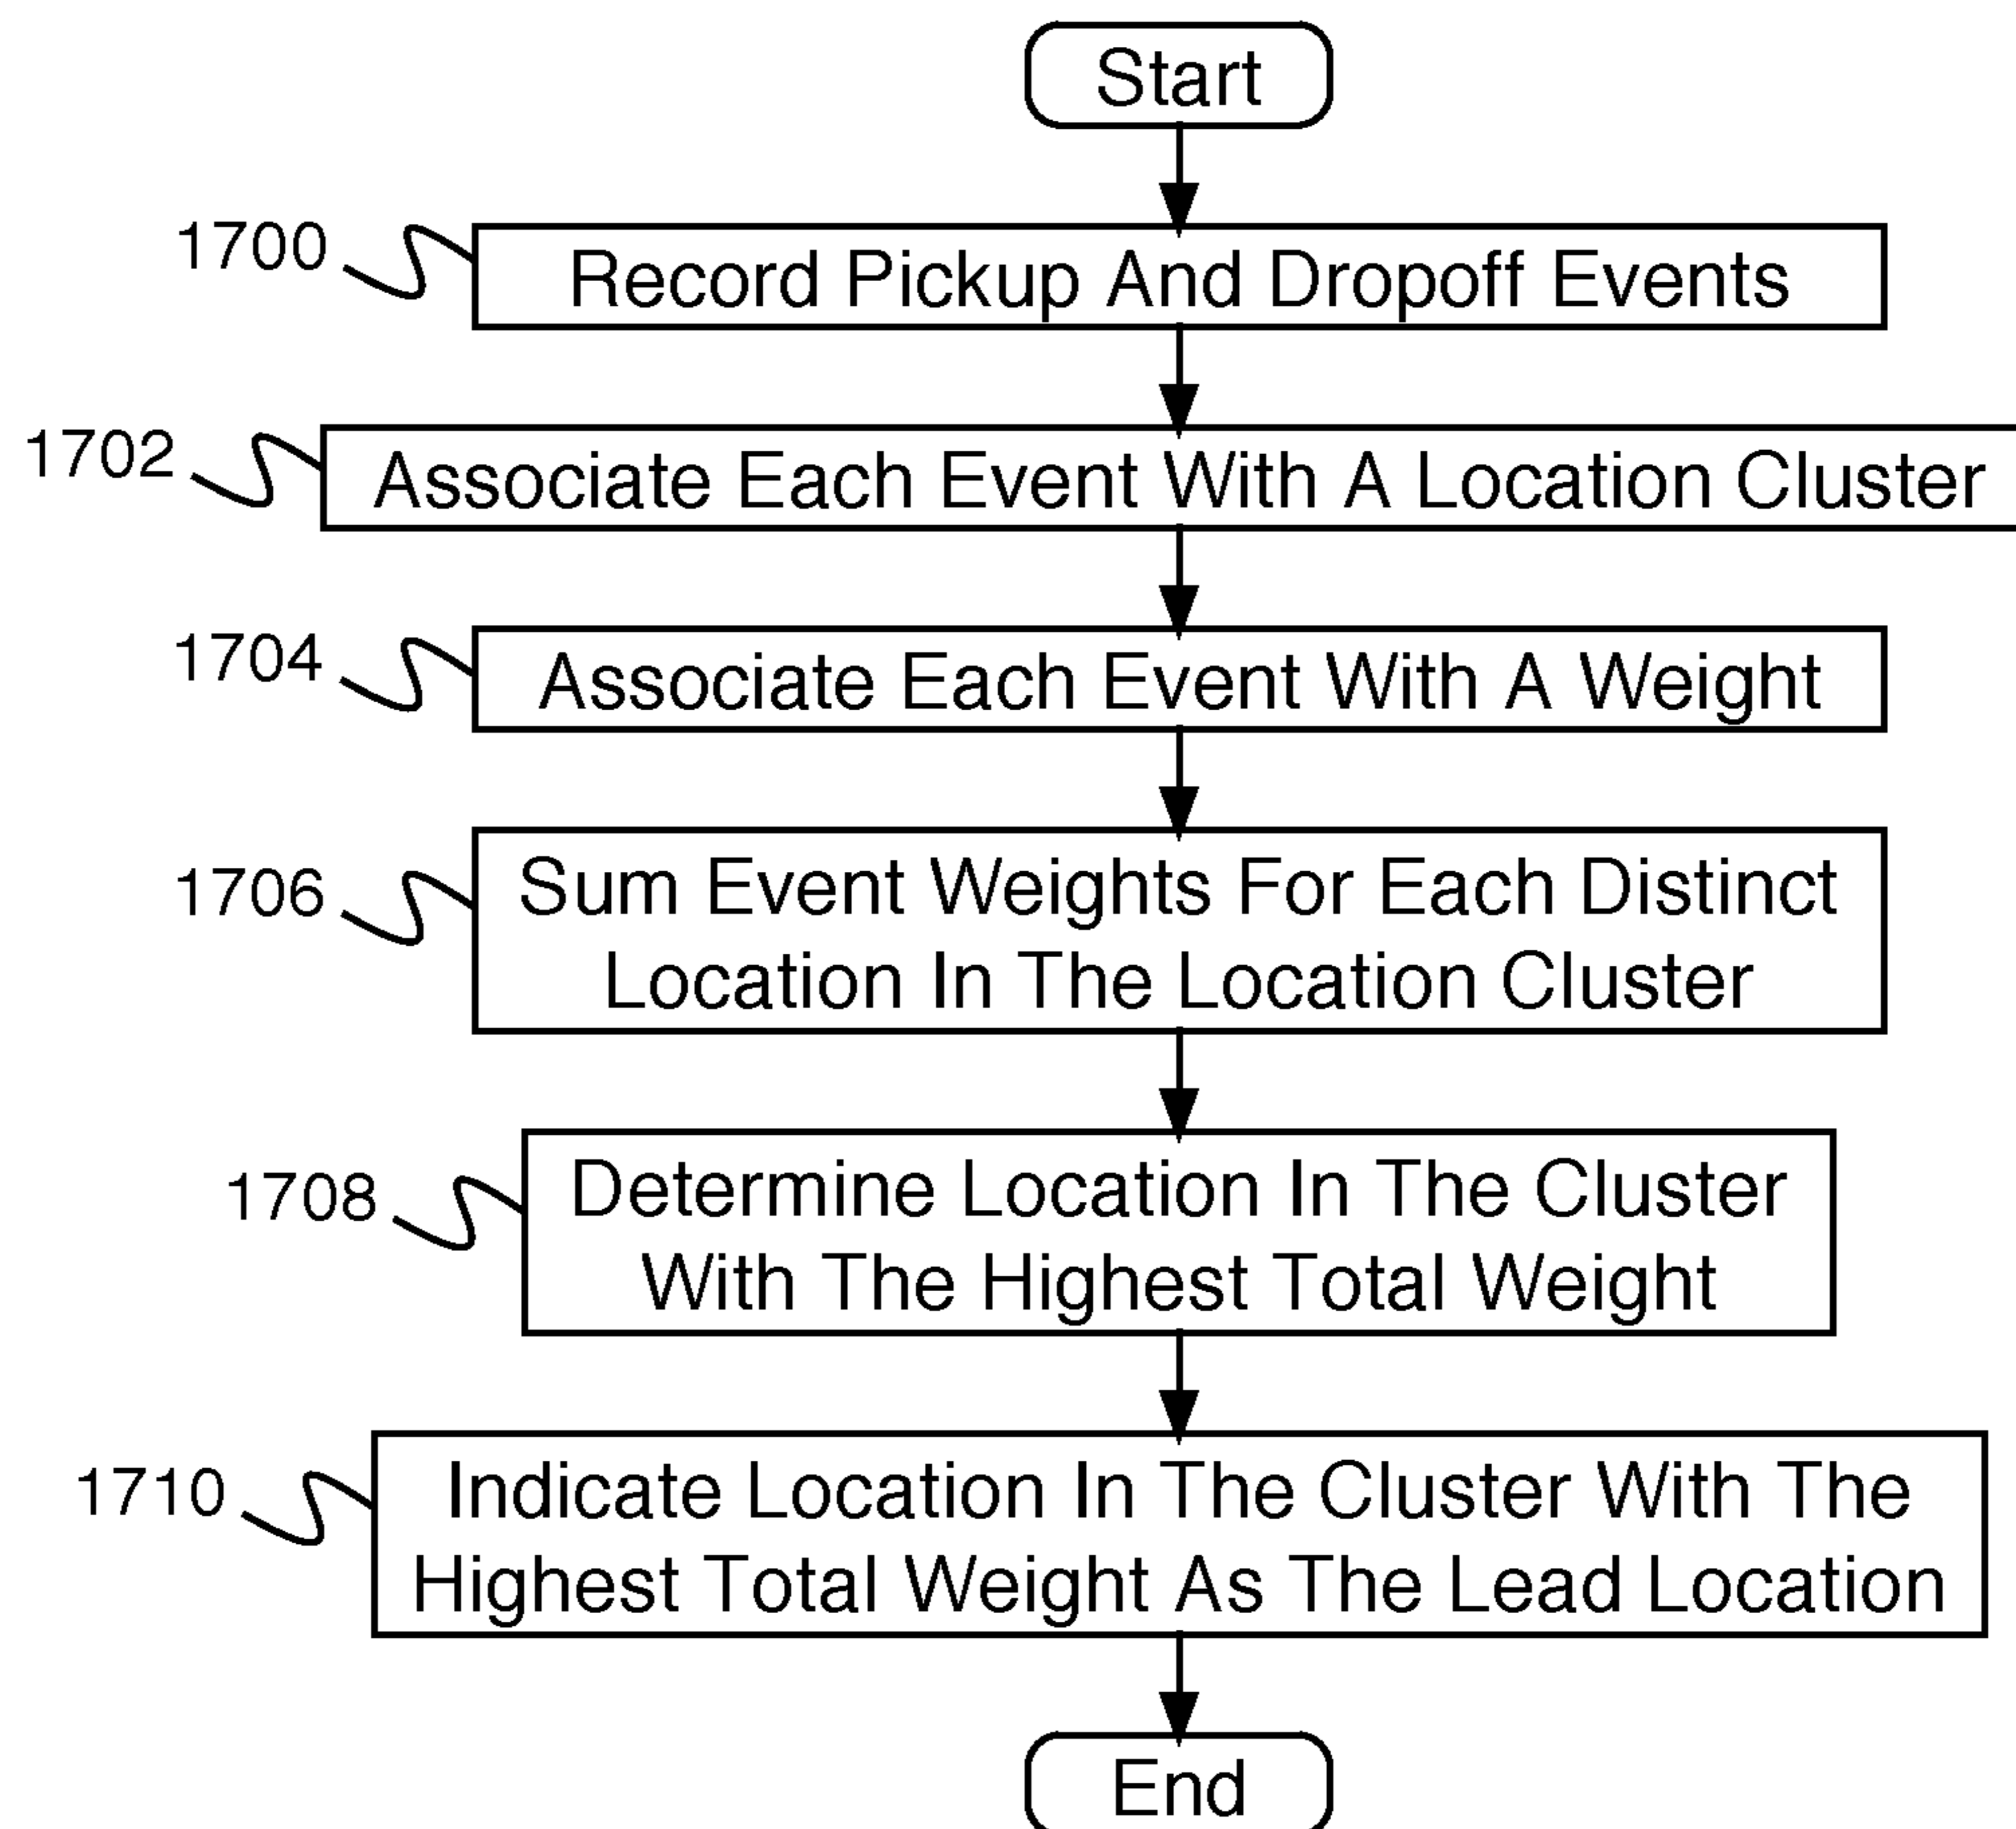 Start
1700
Record Pickup And Dropoff Events
1702
Associate Each Event With A Location Cluster
1704
Associate Each Event With A Weight
1706
Sum Event Weights For Each Distinct
Location In The Location Cluster
1708
Determine Location In The Cluster
With The Highest Total Weight
1710
Indicate Location In The Cluster With The
Highest Total Weight As The Lead Location
End